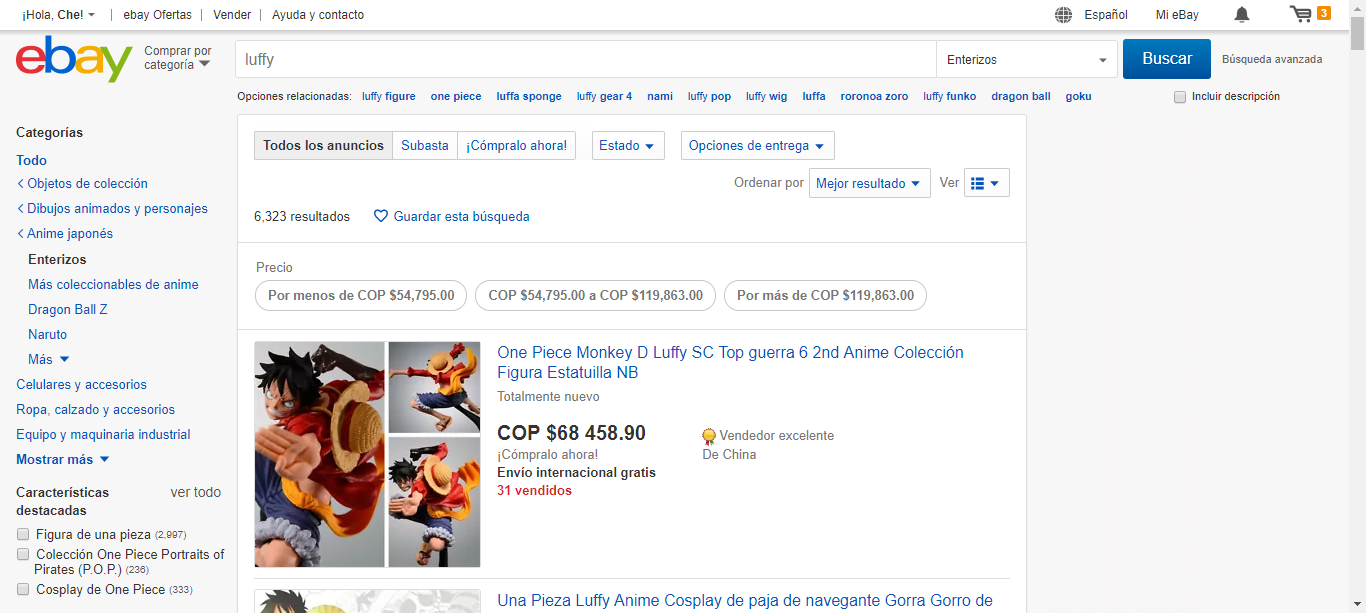 ¡Hola, Che!
ebay Ofertas
Vender
Ayuda y contacto
Español
Mi eBay
3
ebay
Comprar por
categoría
luffy
Enterizos
Buscar
Búsqueda avanzada
Opciones relacionadas: luffy figure one piece luffa sponge luffy gear 4 nami luffy pop luffy wig luffa roronoa zoro luffy funko dragon ball goku
Incluir descripción
Categorías
Todo
Objetos de colección
Dibujos animados y personajes
Anime japonés
Enterizos
Más coleccionables de anime
Dragon Ball Z
Naruto
Más
Celulares y accesorios
Ropa, calzado y accesorios
Equipo y maquinaria industrial
Mostrar más
Características
destacadas
ver todo
Figura de una pieza (2,997)
Colección One Piece Portraits of
Pirates (P.O.P.) (236)
Cosplay de One Piece (333)
Todos los anuncios
Subasta
¡Cómpralo ahora!
Estado
Opciones de entrega
Ordenar por
Mejor resultado
Ver
6,323 resultados
Guardar esta búsqueda
Precio
Por menos de COP $54,795.00
COP $54,795.00 a COP $119,863.00
Por más de COP $119,863.00
One Piece Monkey D Luffy SC Top guerra 6 2nd Anime Colección
Figura Estatuilla NB
Totalmente nuevo
COP $68 458.90
¡Cómpralo ahora!
Envío internacional gratis
31 vendidos
Vendedor excelente
De China
Una Pieza Luffy Anime Cosplay de paja de navegante Gorra Gorro de